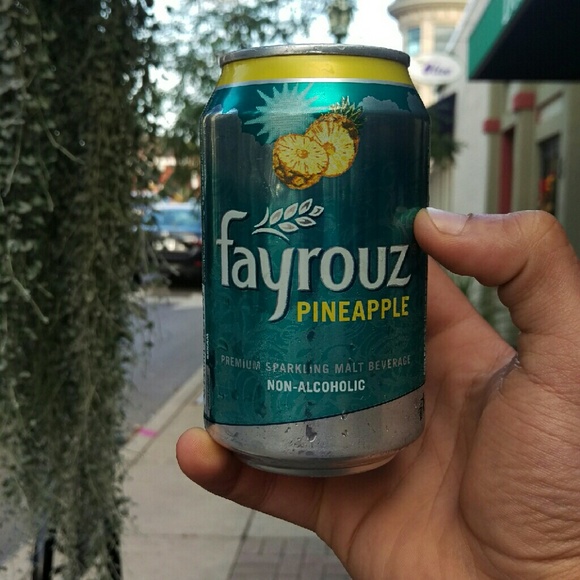 fayrouz
PINEAPPLE
PREMIUM SPARKLING MALT BEVERAGE
NON-ALCOHOLIC